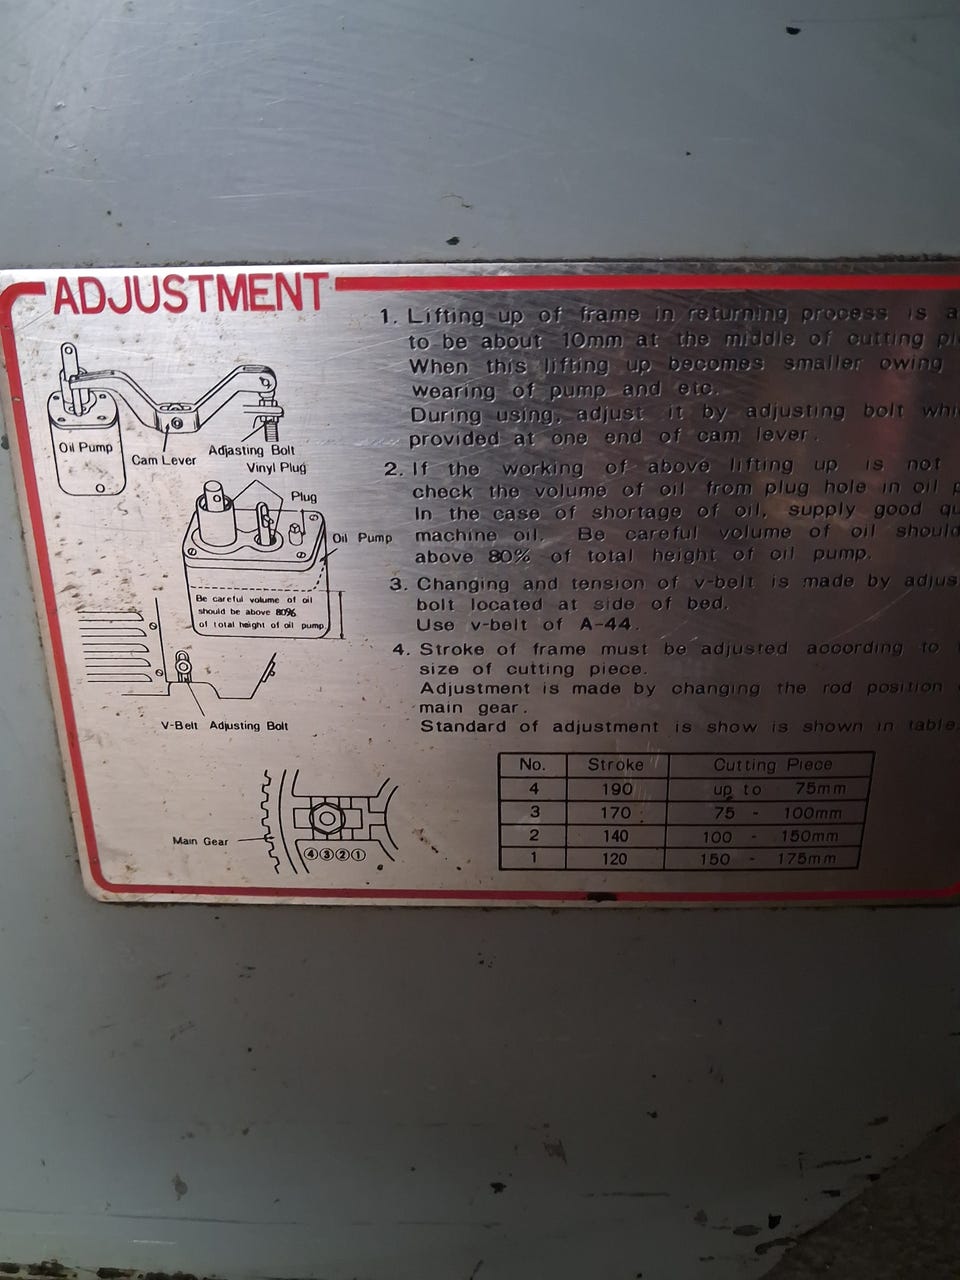 ADJUSTMENT
1. Lifting up of frame in returning process is
to be about 10mm at the middle of cutting
When this lifting up becomes smaller owing
wearing of pump and etc.
During using, adjust it by adjusting bolt
provided at one end of cam lever.
2. If the working of above lifting up is not
check the volume of oil from plug hole in oil
In the case of shortage of oil, supply good
machine oil. Be careful volume of oil should
above 80% of total height of oil pump.
3. Changing and tension of v-belt is made by
bolt located at side of bed.
Use v-belt of A-44.
4. Stroke of frame must be adjusted according to
size of cutting piece.
Adjustment is made by changing the rod position
main gear.
Standard of adjustment is show is shown in table.
No. Stroke Cutting Piece
4 190 up to 75mm
3 170 75 - 100mm
2 140 100 - 150mm
1 120 150 - 175mm
Oil Pump
Cam Lever
Adjasting Bolt
Vinyl Plug
Plug
Oil Pump
Be careful volume of oil
should be above 80%
of total height of oil pump
V-Belt Adjusting Bolt
Main Gear
④③②①